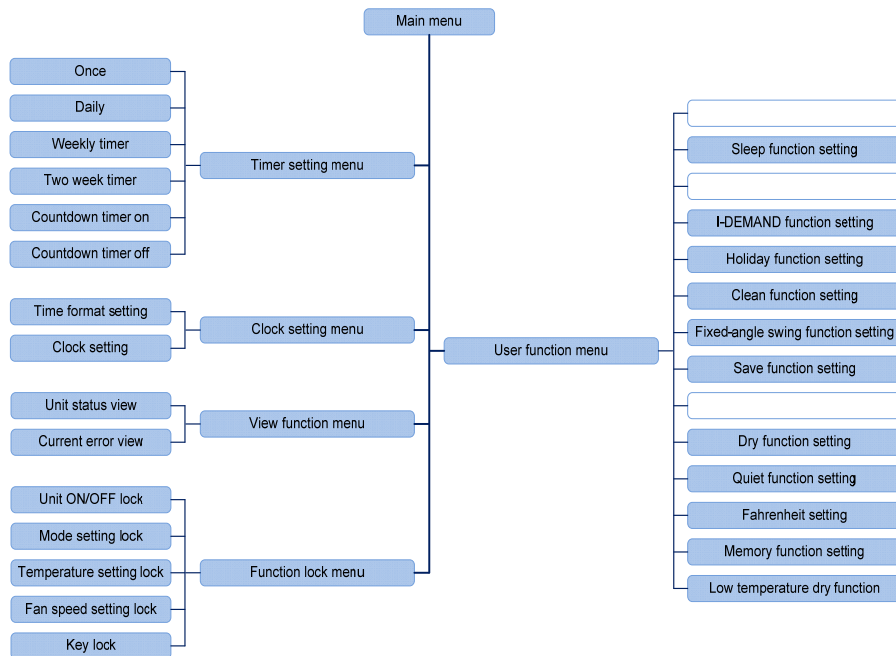 Main menu
Once
Daily
Weekly timer
Two week timer
Countdown timer on
Countdown timer off
Timer setting menu
Time format setting
Clock setting
Clock setting menu
Unit status view
Current error view
View function menu
Unit ON/OFF lock
Mode setting lock
Temperature setting lock
Fan speed setting lock
Key lock
Function lock menu
User function menu
Sleep function setting
I-DEMAND function setting
Holiday function setting
Clean function setting
Fixed-angle swing function setting
Save function setting
Dry function setting
Quiet function setting
Fahrenheit setting
Memory function setting
Low temperature dry function